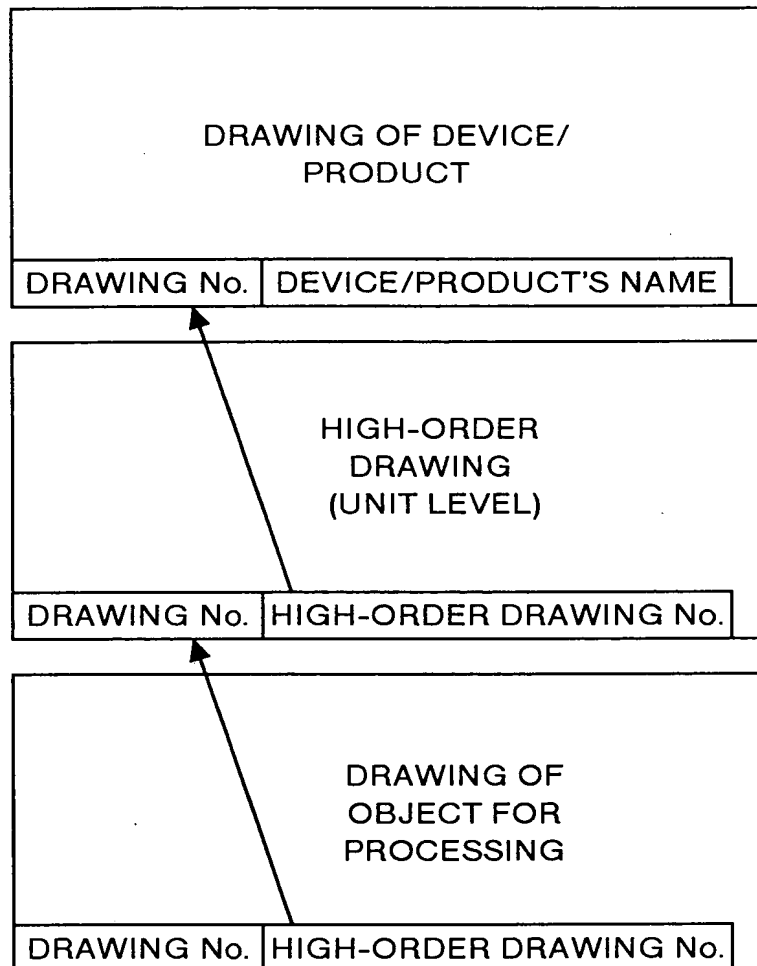 DRAWING OF DEVICE/
PRODUCT
DRAWING No. DEVICE/PRODUCT'S NAME
HIGH-ORDER
DRAWING
(UNIT LEVEL)
DRAWING No. HIGH-ORDER DRAWING No.
DRAWING OF
OBJECT FOR
PROCESSING
DRAWING No. HIGH-ORDER DRAWING No.